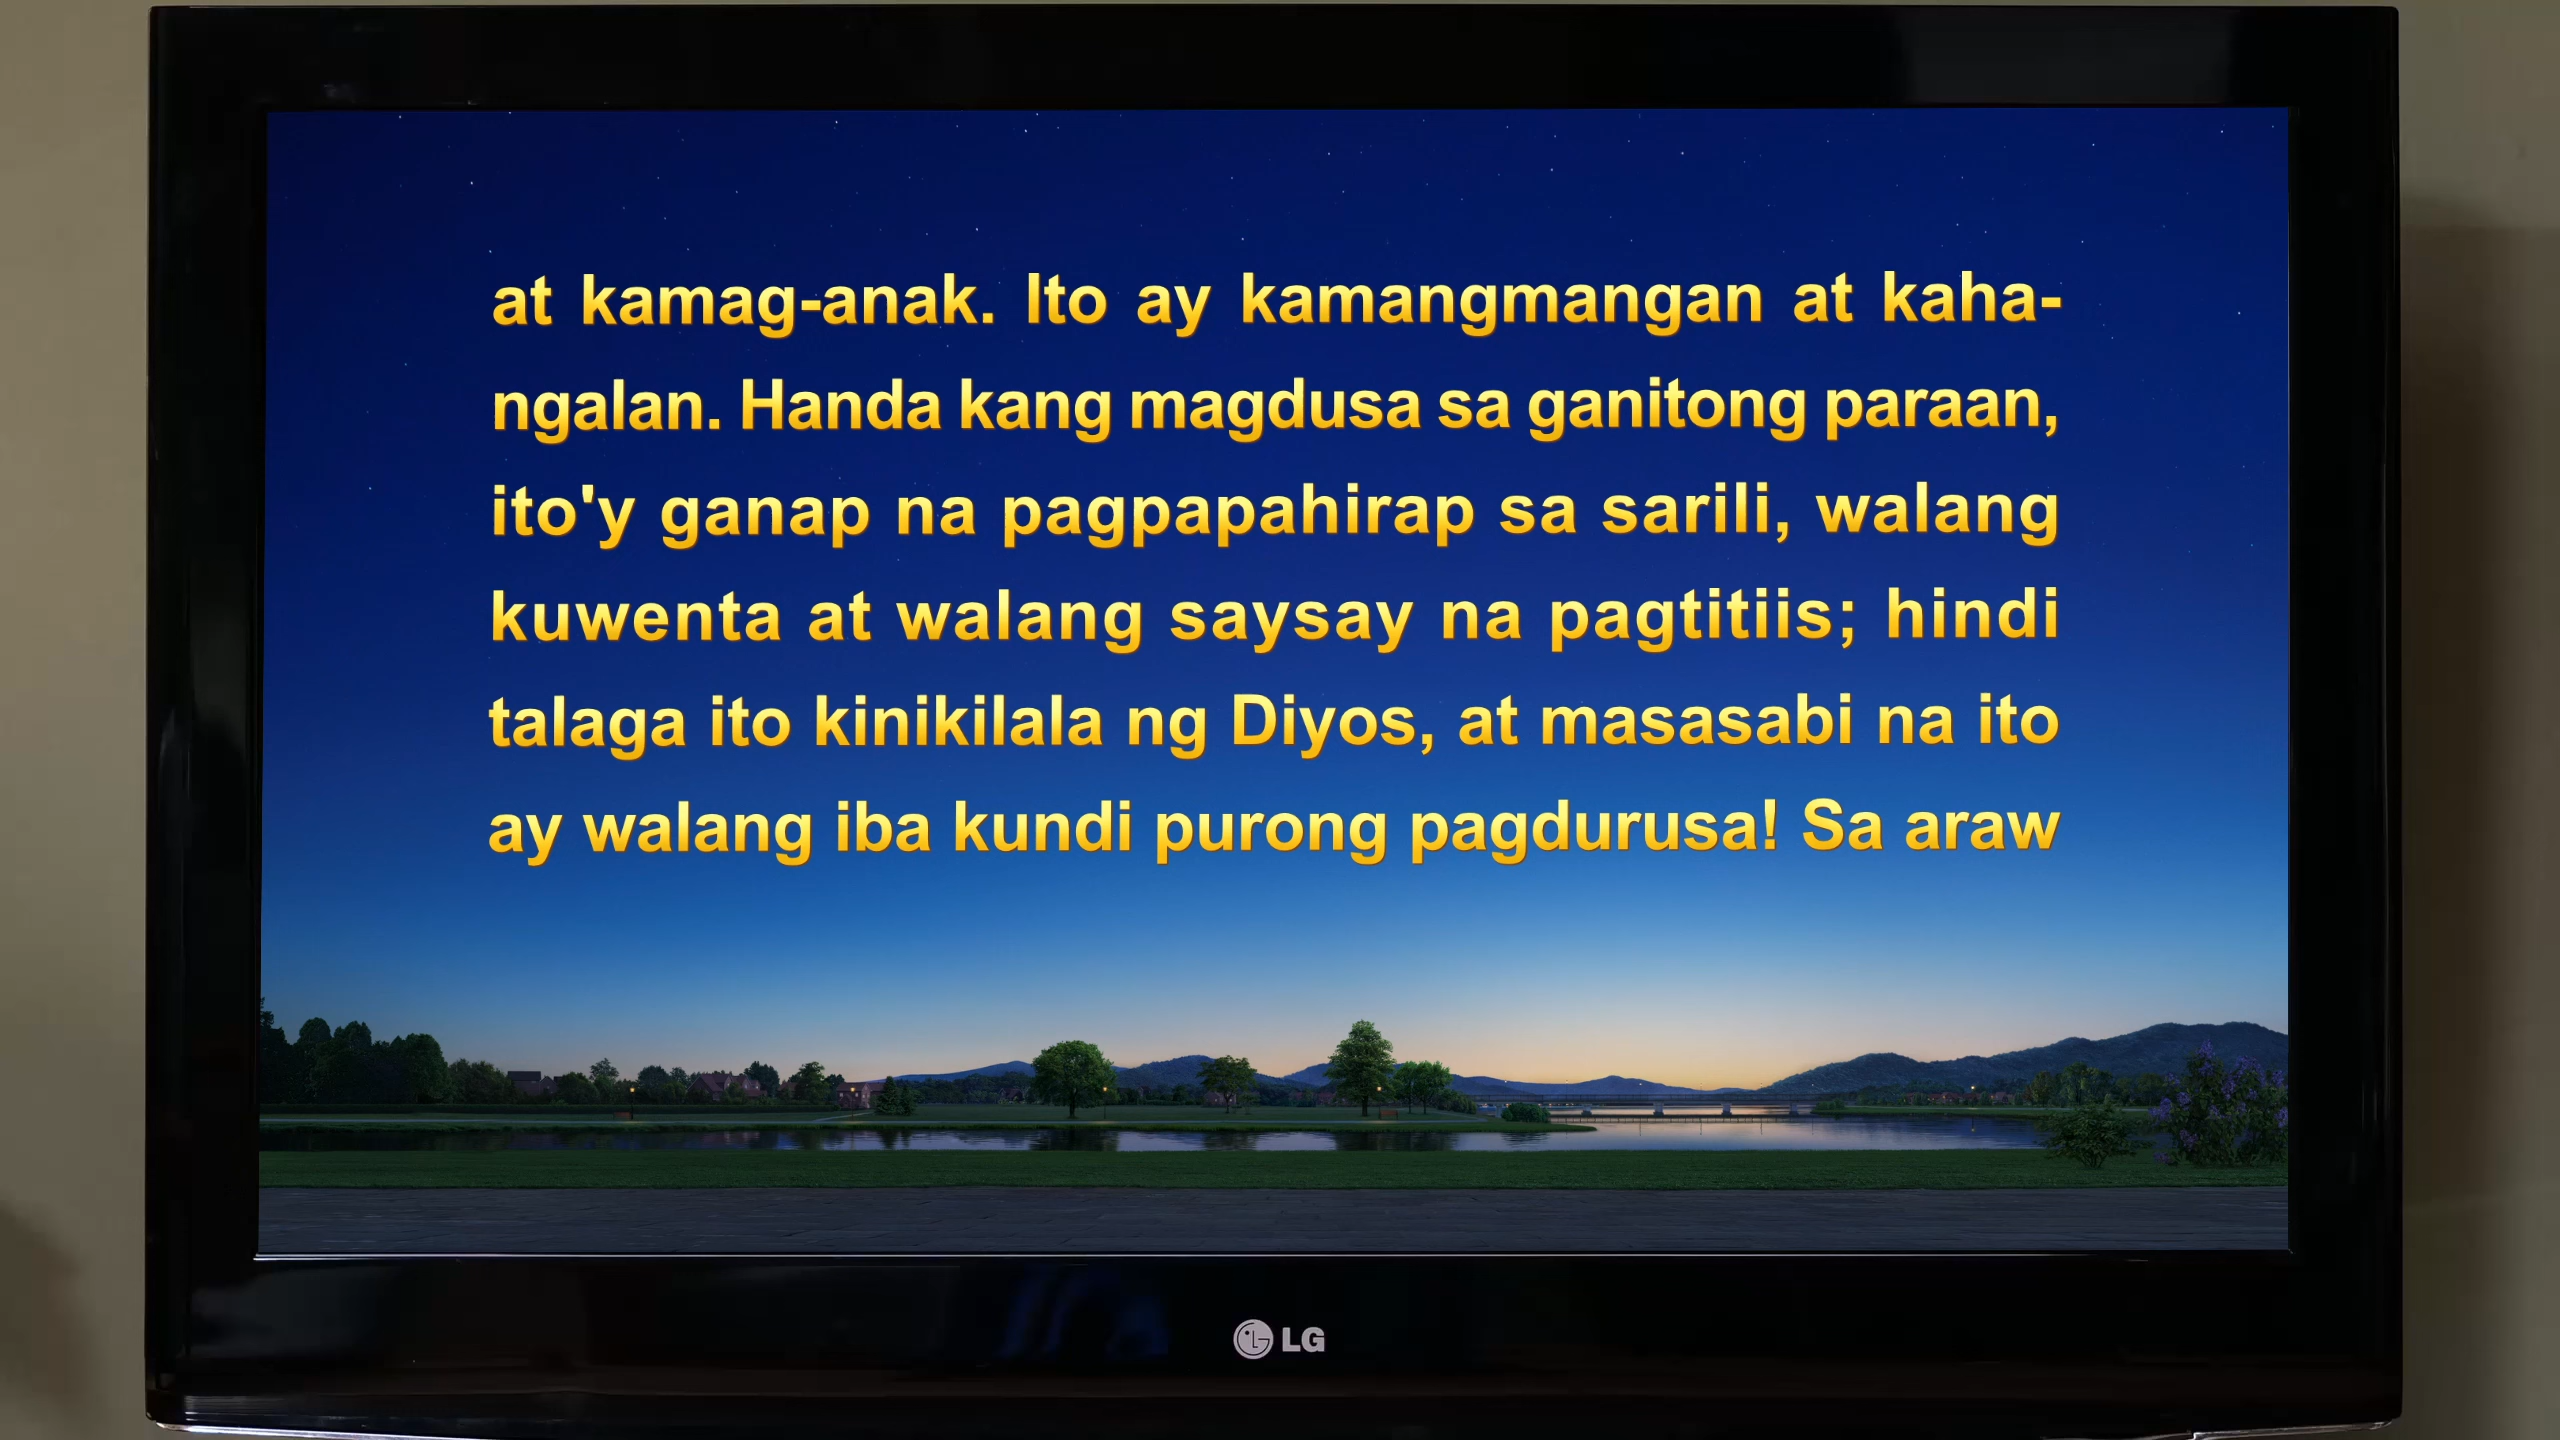 at kamag-anak. Ito ay kamangmangan at kaha-
ngalan. Handa kang magdusa sa ganitong paraan,
ito'y ganap na pagpapahirap sa sarili, walang
kuwenta at walang saysay na pagtitiis; hindi
talaga ito kinikilala ng Diyos, at masasabi na ito
ay walang iba kundi purong pagdurusa! Sa araw
LG